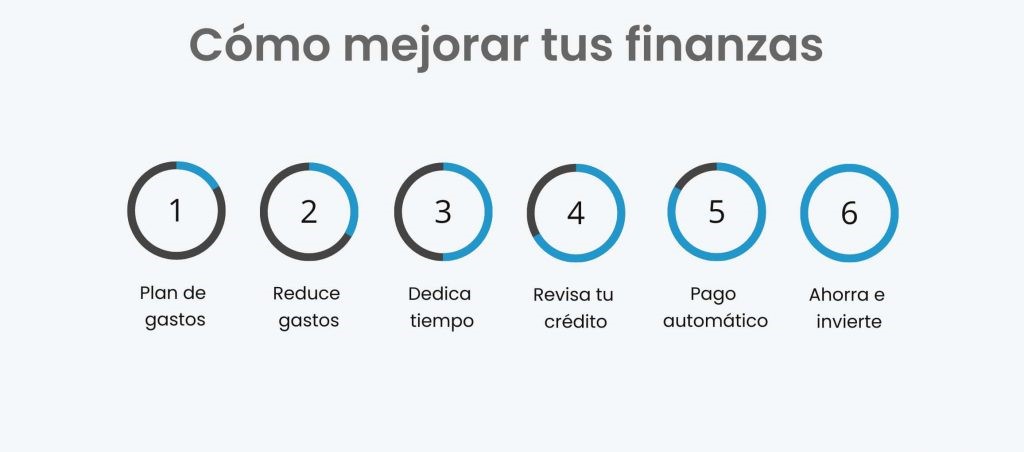 Cómo mejorar tus finanzas
1
2
3
4
5
6
Plan de
gastos
Reduce
gastos
Dedica
tiempo
Revisa tu
crédito
Pago
automático
Ahorra e
invierte